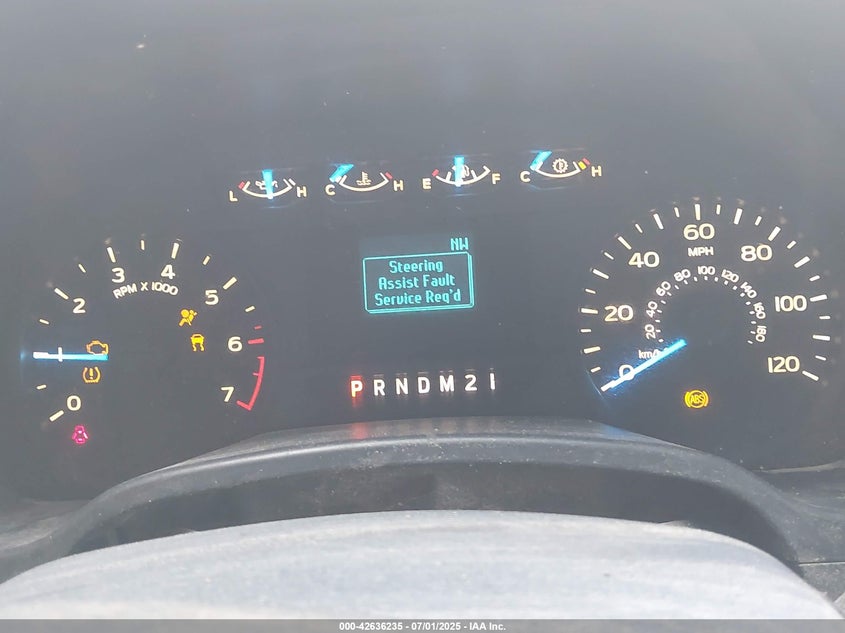 L H C H E F C H
NW
Steering
Assist Fault
Service Req'd
0 1 2 3 4 5 6 7
RPM X 1000
P R N D M 2 1
0 20 40 60 80 100 120
MPH
20 40 60 80 100 120 140 160 180
km/h
ABS
000-42636235 - 07/01/2025 - IAA Inc.